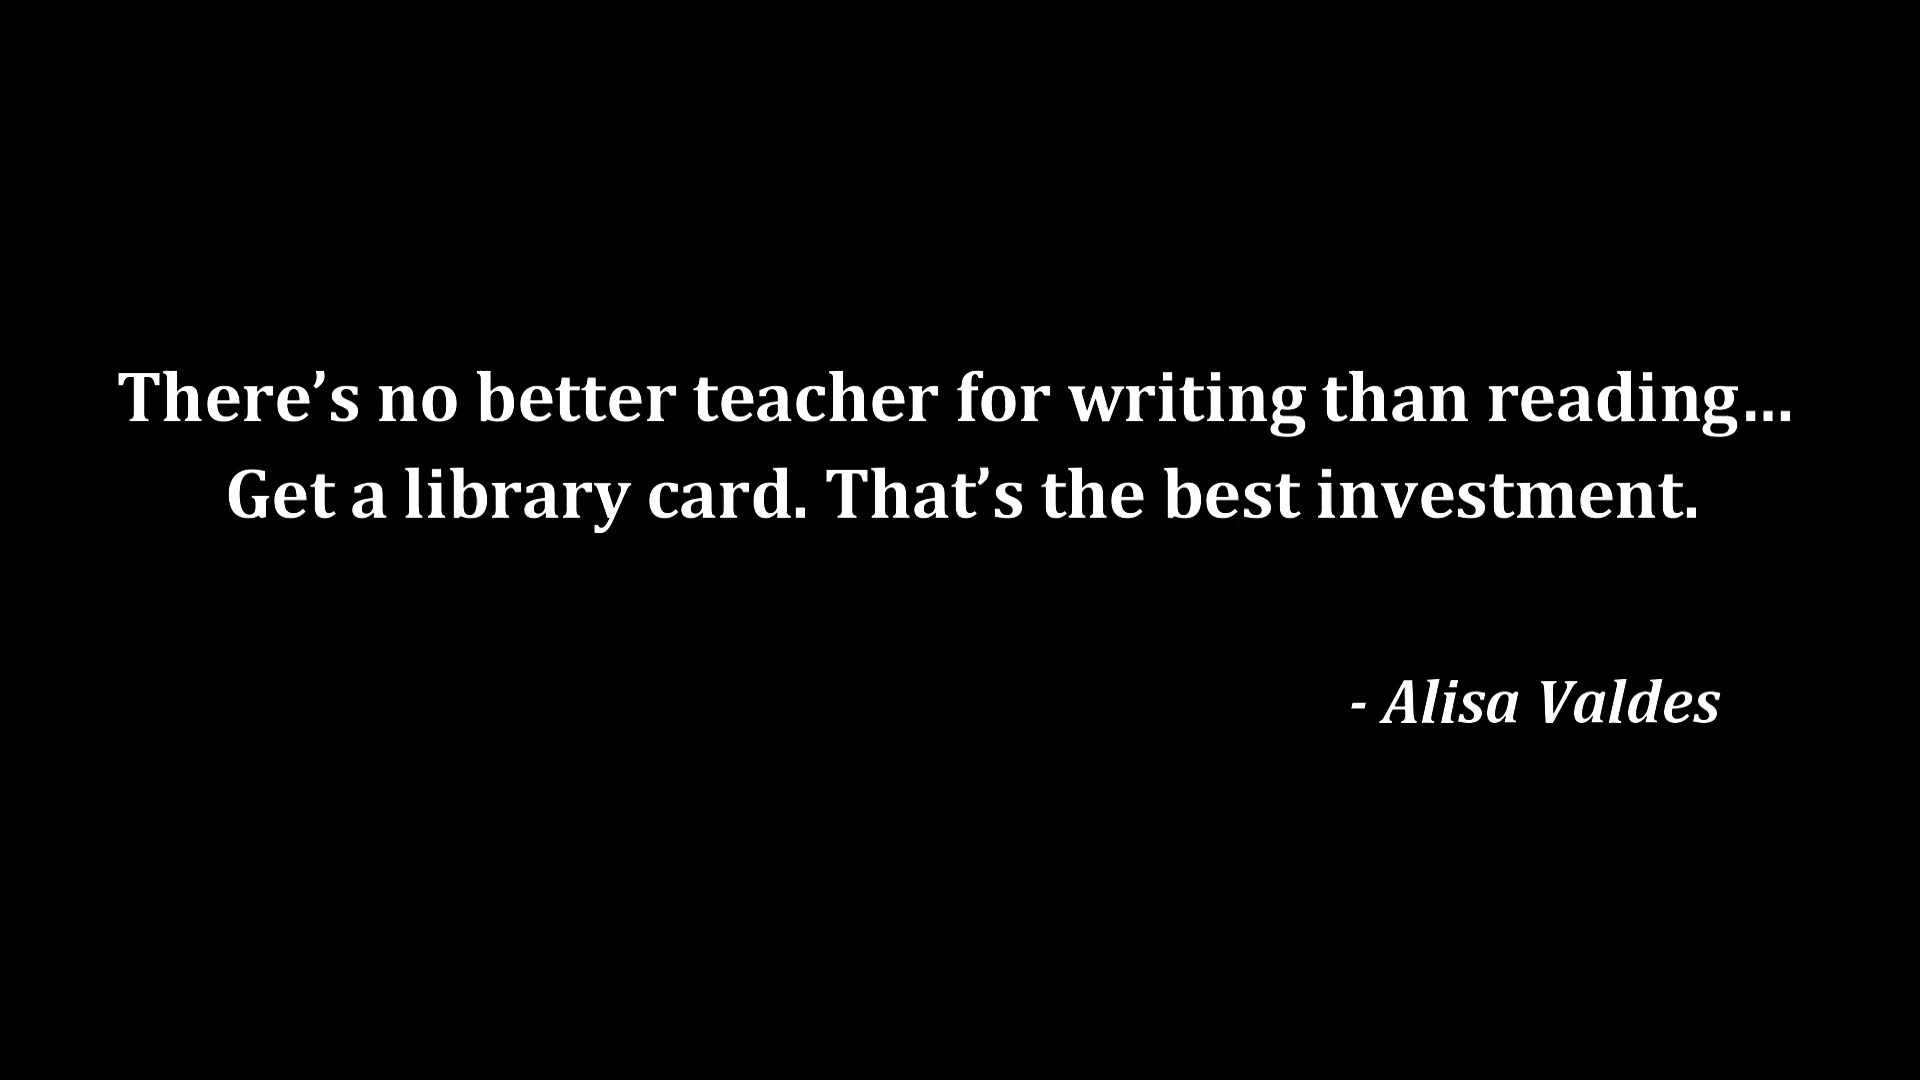 There’s no better teacher for writing than reading...
Get a library card. That’s the best investment.
- Alisa Valdes